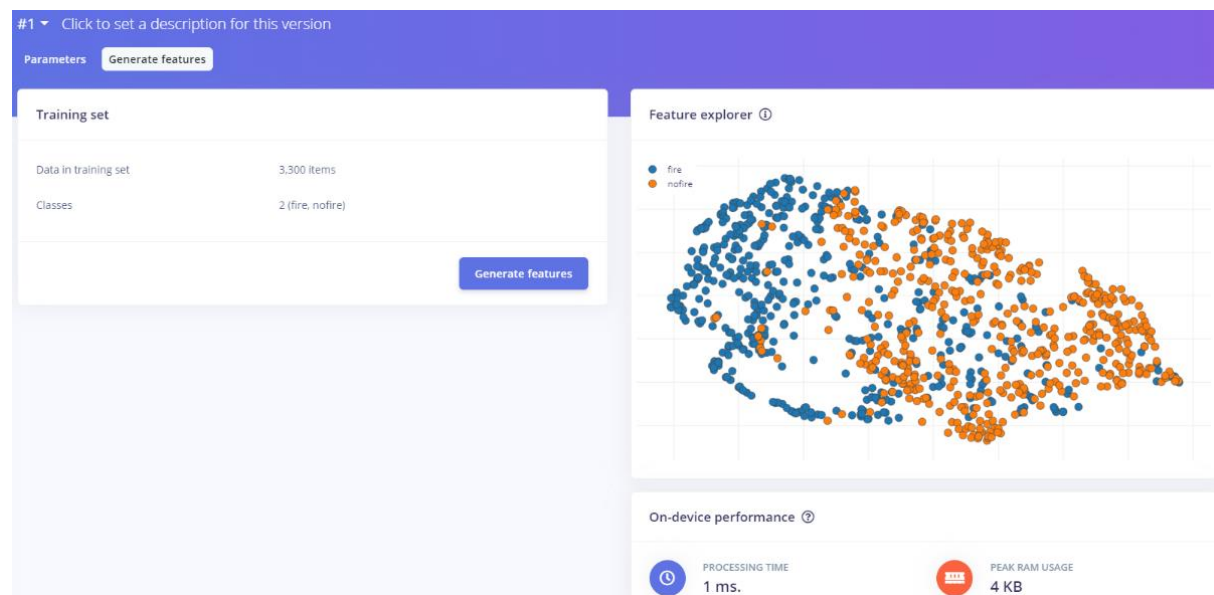 #1 Click to set a description for this version
Parameters Generate features
Training set
Data in training set 3,300 items
Classes 2 (fire, nofire)
Generate features
Feature explorer
fire
nofire
On-device performance
PROCESSING TIME
1 ms.
PEAK RAM USAGE
4 KB